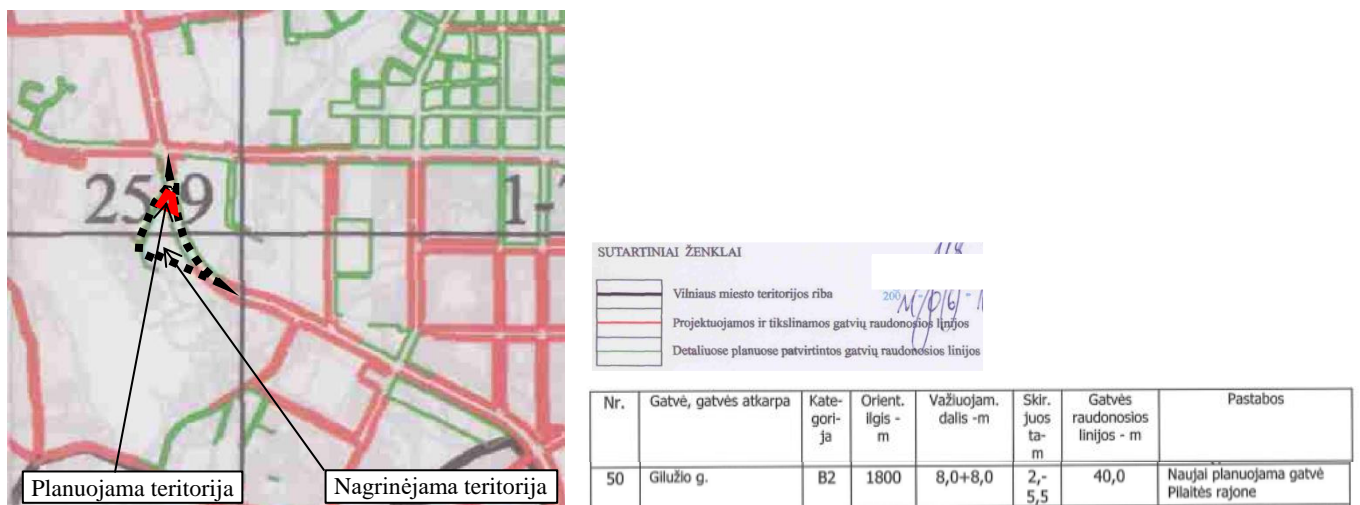 25 9
1-
Planuojama teritorija
Nagrinėjama teritorija
SUTARTINIAI ŽENKLAI
Vilniaus miesto teritorijos riba
200
Projektuojamos ir tikslinamos gatvių raudonosios linijos
Detaliuose planuose patvirtintos gatvių raudonosios linijos
Nr. Gatvė, gatvės atkarpa Kate-gori-ja Orient. ilgis - m Važiuojam. dalis -m Skir. juos ta-m Gatvės raudonosios linijos - m Pastabos
50 Gilužio g. B2 1800 8,0+8,0 2,-5,5 40,0 Naujai planuojama gatvė Pilaitės rajone